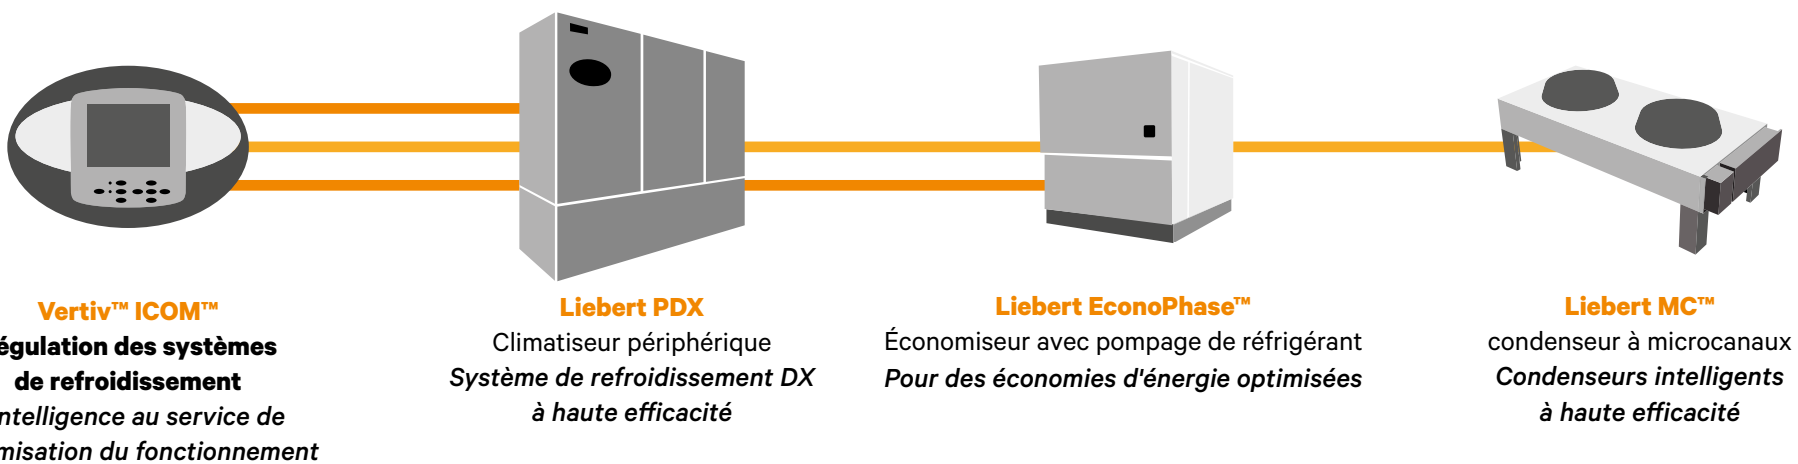 Vertiv™ ICOM™
égulation des systèmes
de refroidissement
ntelligence au service de
misation du fonctionnement
Liebert PDX
Climatiseur périphérique
Système de refroidissement DX
à haute efficacité
Liebert EconoPhase™
Économiseur avec pompage de réfrigérant
Pour des économies d'énergie optimisées
Liebert MC™
condenseur à microcanaux
Condenseurs intelligents
à haute efficacité